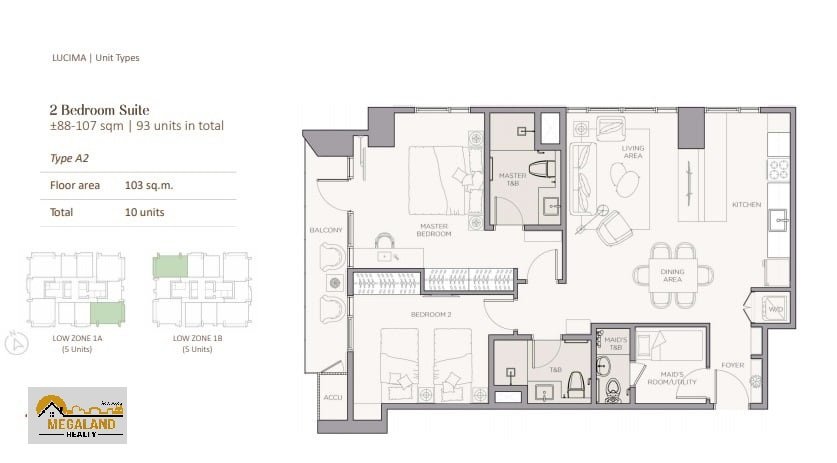 LUCIMA | Unit Types
2 Bedroom Suite
±88-107 sqm | 93 units in total
Type A2
Floor area 103 sq.m.
Total 10 units
LOW ZONE 1A
(5 Units)
LOW ZONE 1B
(5 Units)
N
MEGALAND
REALTY
BALCONY
MASTER
BEDROOM
MASTER
T&B
LIVING
AREA
KITCHEN
DINING
AREA
BEDROOM 2
T&B
MAID'S
T&B
MAID'S
ROOM/UTILITY
FOYER
W/D
ACCU